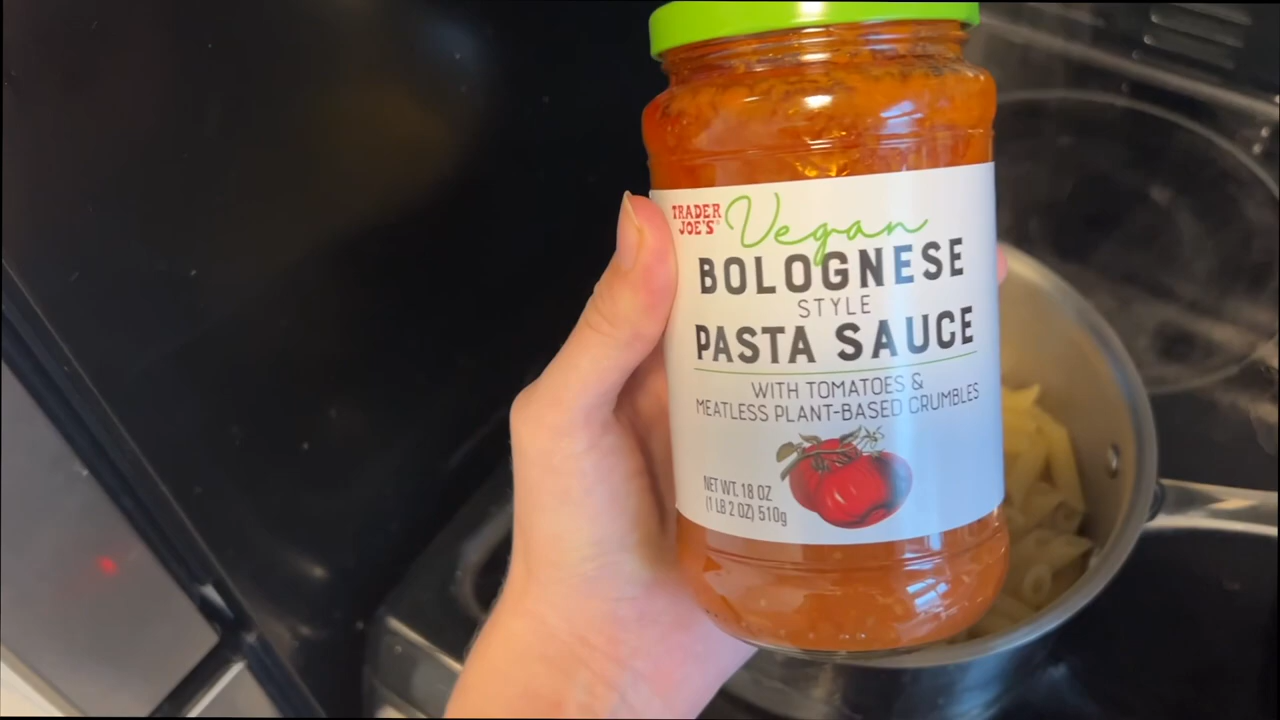 TRADER
JOE'S
Vegan
BOLOGNESE
STYLE
PASTA SAUCE
WITH TOMATOES &
MEATLESS PLANT-BASED CRUMBLES
NET WT. 18 OZ
(1 LB 2 OZ) 510g